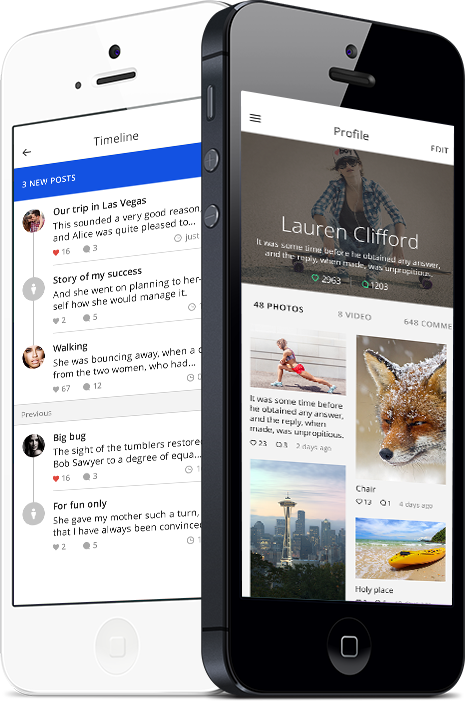 Timeline
3 NEW POSTS
Our trip in Las Vegas
This sounded a very good reason,
and Alice was quite pleased to...
16 3 just
Story of my success
And she went on planning to her-
self how she would manage it.
2 5
Walking
She was bouncing away, when a c
from the two women, who had...
67 12
Previous
Big bug
The sight of the tumblers restored
Bob Sawyer to a degree of equa...
16 3
For fun only
She gave my mother such a turn,
that I have always been convinced
2 5
Profile
EDIT
Lauren Clifford
It was some time before he obtained any answer,
and the reply, when made, was unpropitious.
2963 1203
48 PHOTOS 8 VIDEO 648 COMME
It was some time before
he obtained any answer,
and the reply, when
made, was unpropitious.
23 3 2 days ago
Chair
13 1 4 days ago
Holy place